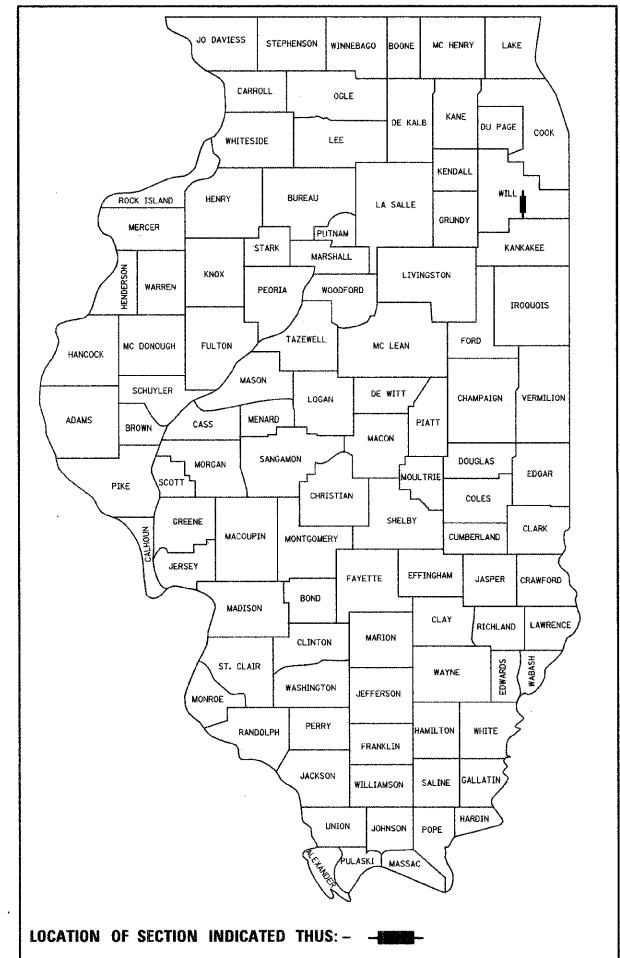 JO DAVIESS
STEPHENSON
WINNEBAGO
BOONE
MC HENRY
LAKE
CARROLL
OGLE
DE KALB
KANE
DU PAGE
COOK
WHITESIDE
LEE
KENDALL
WILL
ROCK ISLAND
HENRY
BUREAU
LA SALLE
GRUNDY
MERCER
PUTNAM
STARK
MARSHALL
KANKAKEE
HENDERSON
WARREN
KNOX
PEORIA
WOODFORD
LIVINGSTON
IROQUOIS
HANCOCK
MC DONOUGH
FULTON
TAZEWELL
MC LEAN
FORD
SCHUYLER
MASON
LOGAN
DE WITT
CHAMPAIGN
VERMILION
ADAMS
BROWN
CASS
MENARD
PIATT
MACON
PIKE
SCOTT
MORGAN
SANGAMON
CHRISTIAN
MOULTRIE
DOUGLAS
EDGAR
COLES
CALHOUN
GREENE
JERSEY
MACOUPIN
MONTGOMERY
SHELBY
CUMBERLAND
CLARK
MADISON
BOND
FAYETTE
EFFINGHAM
JASPER
CRAWFORD
CLAY
RICHLAND
LAWRENCE
CLINTON
MARION
ST. CLAIR
WASHINGTON
WAYNE
EDWARDS
WABASH
MONROE
JEFFERSON
RANDOLPH
PERRY
HAMILTON
WHITE
FRANKLIN
JACKSON
WILLIAMSON
SALINE
GALLATIN
UNION
JOHNSON
POPE
HARDIN
ALEXANDER
PULASKI
MASSAC
LOCATION OF SECTION INDICATED THUS: -